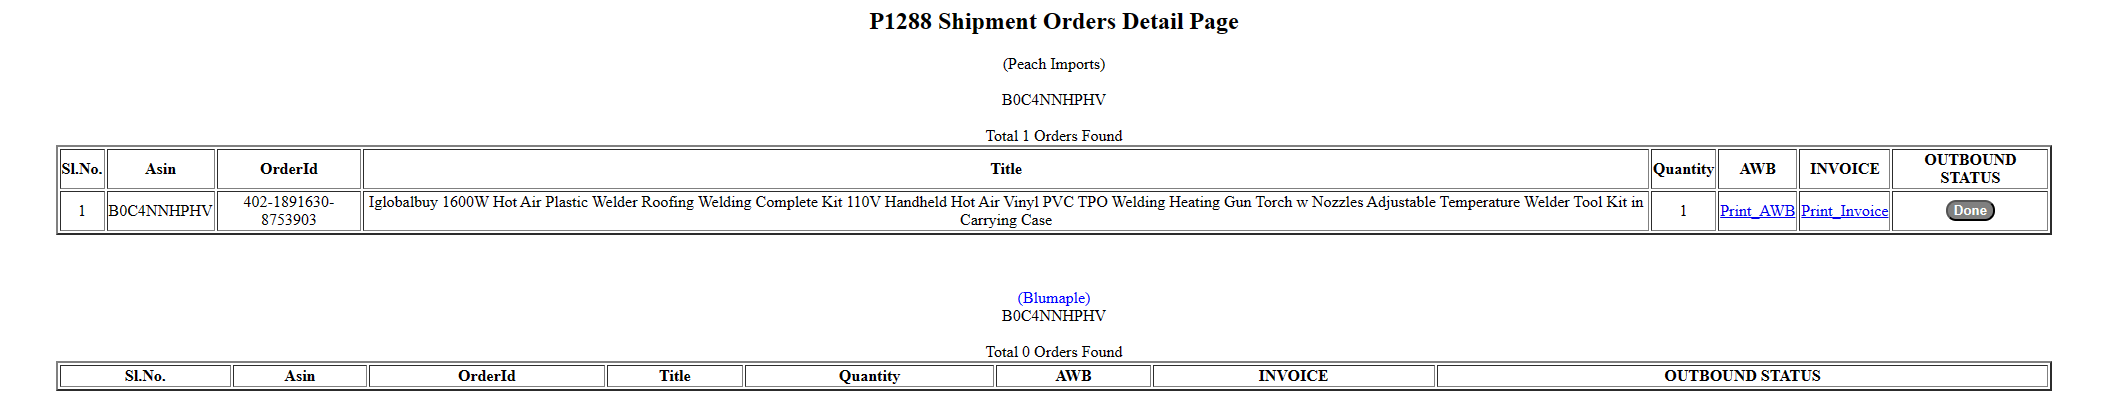 P1288 Shipment Orders Detail Page
(Peach Imports)
B0C4NNHPHV
Total 1 Orders Found
Sl.No. Asin OrderId Title Quantity AWB INVOICE OUTBOUND STATUS
1 B0C4NNHPHV 402-1891630-8753903 Iglobalbuy 1600W Hot Air Plastic Welder Roofing Welding Complete Kit 110V Handheld Hot Air Vinyl PVC TPO Welding Heating Gun Torch w Nozzles Adjustable Temperature Welder Tool Kit in Carrying Case 1 Print_AWB Print_Invoice Done
(Blumaple)
B0C4NNHPHV
Total 0 Orders Found
Sl.No. Asin OrderId Title Quantity AWB INVOICE OUTBOUND STATUS